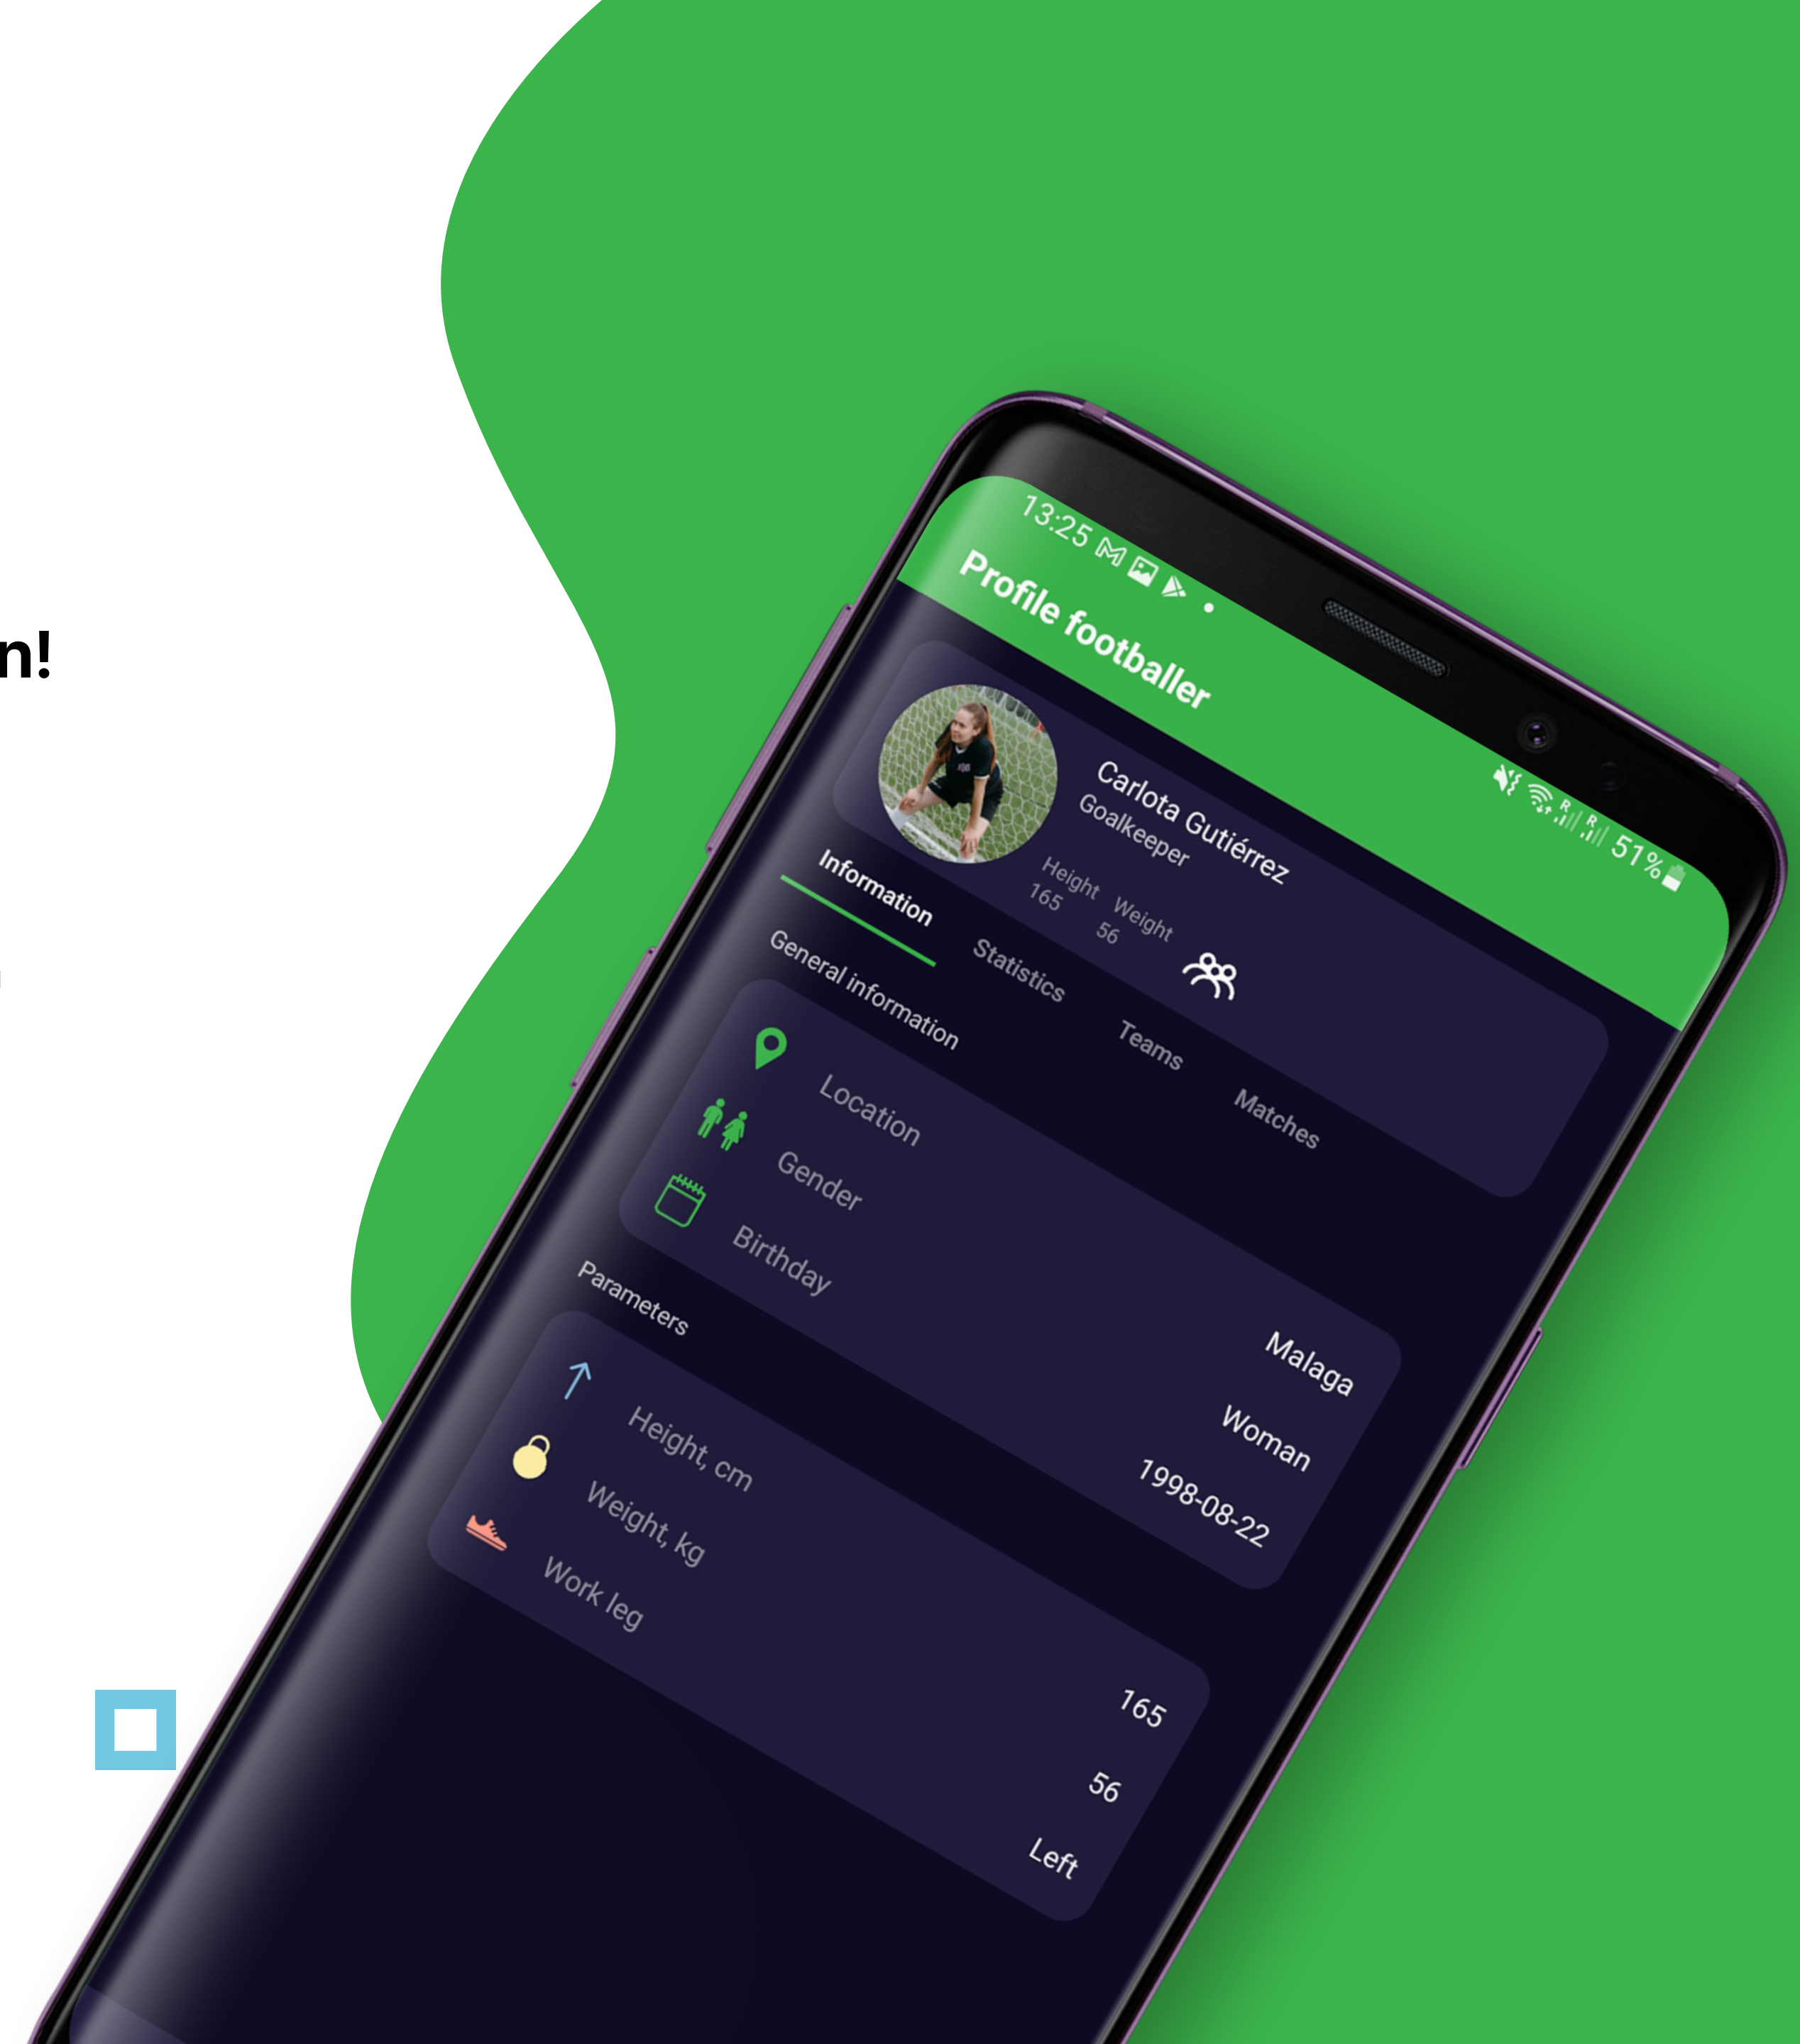 n!
13:25
51%
Profile footballer
Carlota Gutiérrez
Goalkeeper
Height Weight
165 56
Information Statistics Teams Matches
General information
Location Malaga
Gender Woman
Birthday 1998-08-22
Parameters
Height, cm 165
Weight, kg 56
Work leg Left